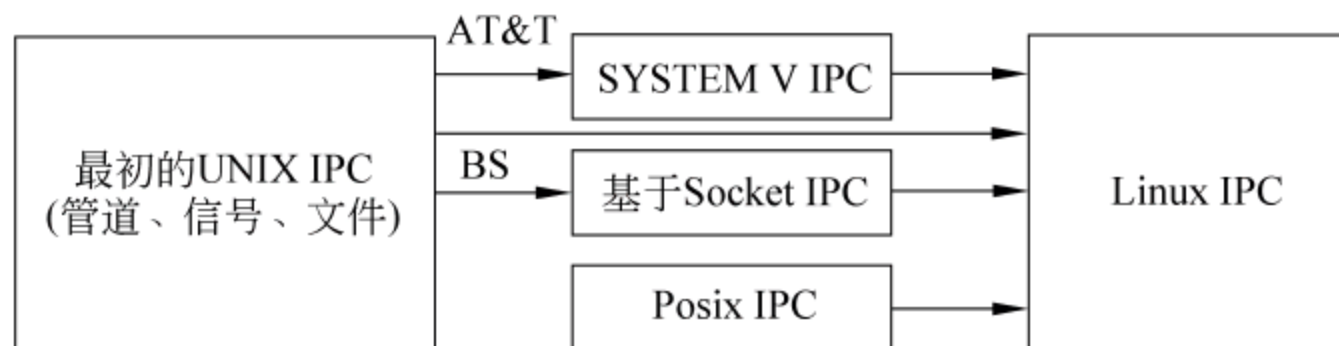 AT&T
SYSTEM V IPC
最初的UNIX IPC
(管道、信号、文件)
BS
基于Socket IPC
Linux IPC
Posix IPC